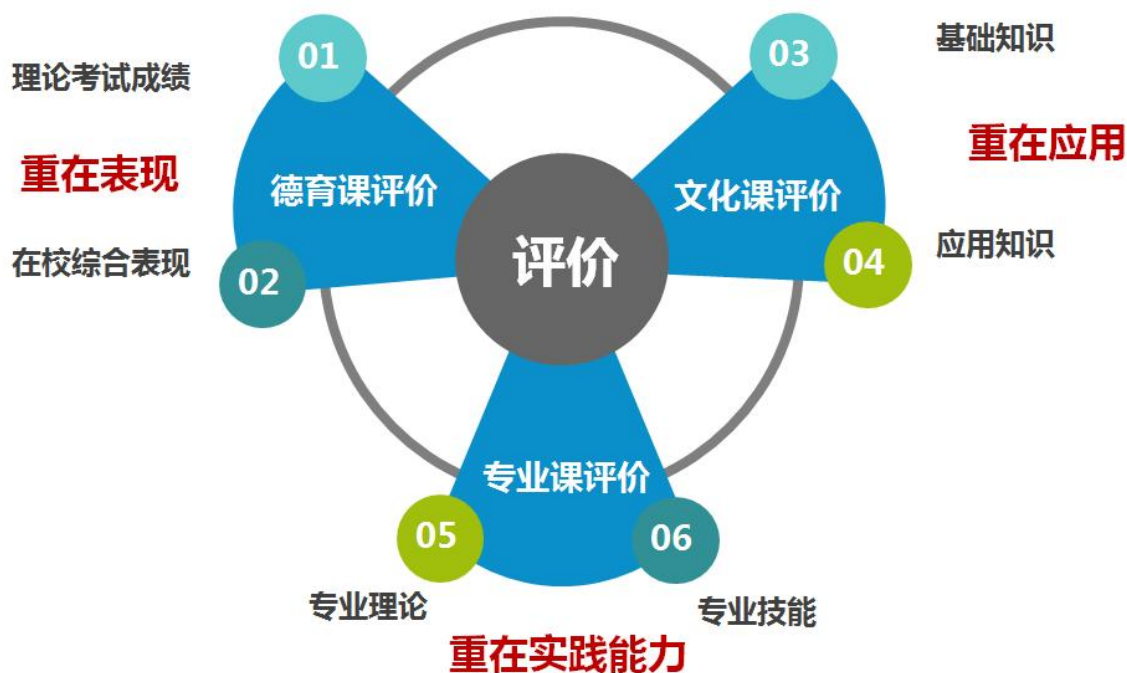 01
理论考试成绩
重在表现
德育课评价
02
在校综合表现
评价
03
基础知识
重在应用
文化课评价
04
应用知识
专业课评价
05
专业理论
06
专业技能
重在实践能力